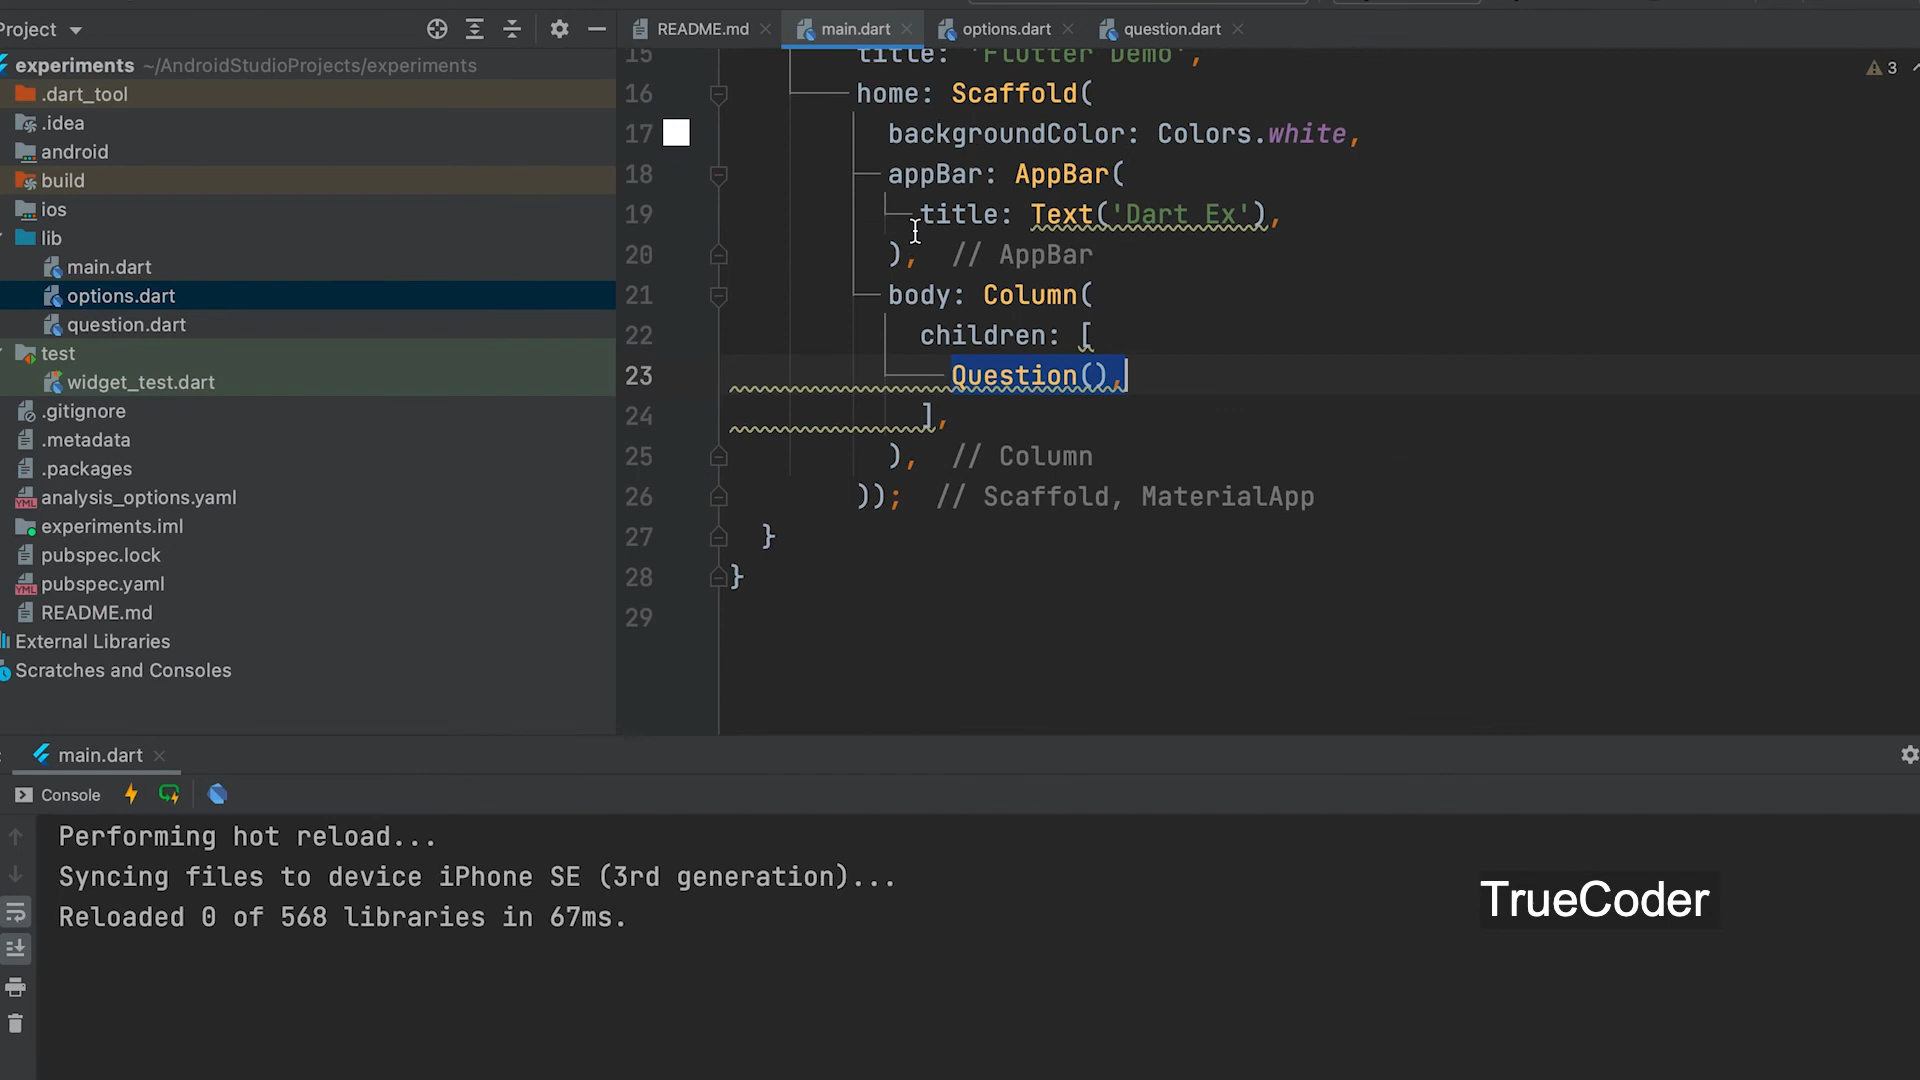 Project
README.md
main.dart
options.dart
question.dart
experiments ~/AndroidStudioProjects/experiments
.dart_tool
.idea
android
build
ios
lib
main.dart
options.dart
question.dart
test
widget_test.dart
.gitignore
.metadata
.packages
analysis_options.yaml
experiments.iml
pubspec.lock
pubspec.yaml
README.md
External Libraries
Scratches and Consoles
3
15 title: 'Flutter Demo',
16 home: Scaffold(
17 backgroundColor: Colors.white,
18 appBar: AppBar(
19 title: Text('Dart Ex'),
20 ), // AppBar
21 body: Column(
22 children: [
23 Question(),
24 ],
25 ), // Column
26 )); // Scaffold, MaterialApp
27 }
28 }
29
main.dart
Console
Performing hot reload...
Syncing files to device iPhone SE (3rd generation)...
Reloaded 0 of 568 libraries in 67ms.
TrueCoder